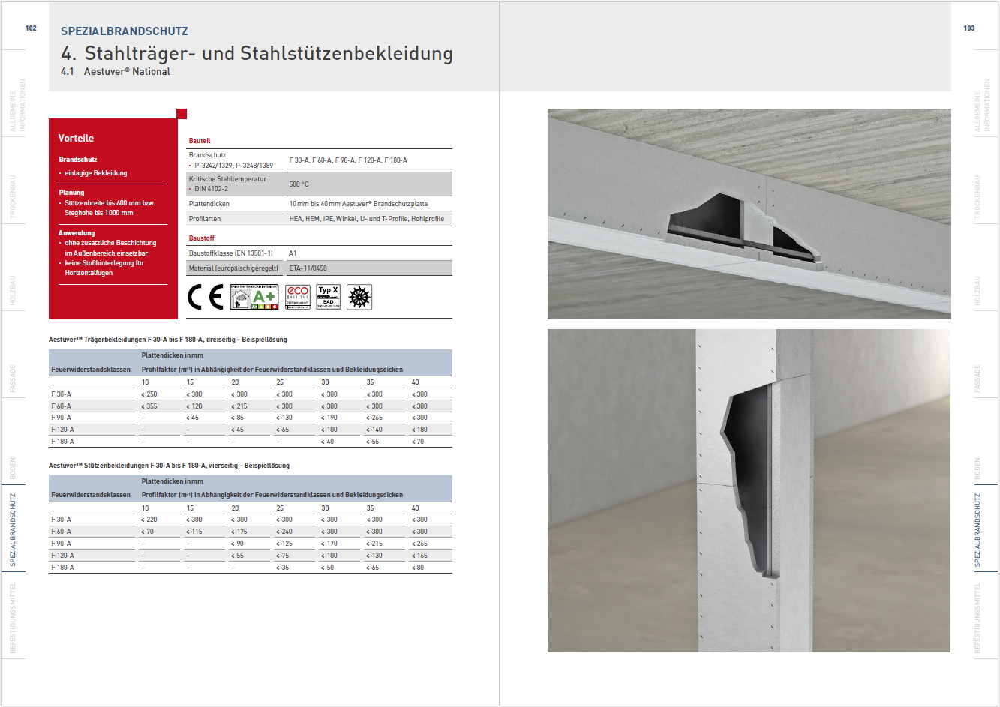 102
SPEZIALBRANDSCHUTZ
4. Stahlträger- und Stahlstützenbekleidung
4.1 Aestuver® National
103
ALLGEMEINE
INFORMATIONEN
TROCKENBAU
HOLZBAU
FASSADE
BODEN
SPEZIALBRANDSCHUTZ
BEFESTIGUNGSMITTEL
Vorteile
Brandschutz
• einlagige Bekleidung
Planung
• Stützenbreite bis 600 mm bzw.
Steghöhe bis 1000 mm
Anwendung
• ohne zusätzliche Beschichtung
im Außenbereich einsetzbar
• keine Stoßhinterlegung für
Horizontalfugen
Bauteil
Brandschutz
• P-3242/1329; P-3248/1389 F 30-A, F 60-A, F 90-A, F 120-A, F 180-A
Kritische Stahltemperatur
• DIN 4102-2 500 °C
Plattendicken 10 mm bis 40 mm Aestuver® Brandschutzplatte
Profilarten HEA, HEM, IPE, Winkel, U- und T-Profile, Hohlprofile
Baustoff
Baustoffklasse (EN 13501-1) A1
Material (europäisch geregelt) ETA-11/0458
CE
A+
A+ A B C
eco
INSTITUT
TESTED PRODUCT
Typ X
EAD
Aestuver™ Trägerbekleidungen F 30-A bis F 180-A, dreiseitig – Beispiellösung
Plattendicken in mm
Feuerwiderstandsklassen Profilfaktor (m⁻¹) in Abhängigkeit der Feuerwiderstandklassen und Bekleidungsdicken
10 15 20 25 30 35 40
F 30-A ≤ 250 ≤ 300 ≤ 300 ≤ 300 ≤ 300 ≤ 300 ≤ 300
F 60-A ≤ 355 ≤ 120 ≤ 215 ≤ 300 ≤ 300 ≤ 300 ≤ 300
F 90-A – ≤ 45 ≤ 85 ≤ 130 ≤ 190 ≤ 265 ≤ 300
F 120-A – – ≤ 45 ≤ 65 ≤ 100 ≤ 140 ≤ 180
F 180-A – – – – ≤ 40 ≤ 55 ≤ 70
Aestuver™ Stützenbekleidungen F 30-A bis F 180-A, vierseitig – Beispiellösung
Plattendicken in mm
Feuerwiderstandsklassen Profilfaktor (m⁻¹) in Abhängigkeit der Feuerwiderstandklassen und Bekleidungsdicken
10 15 20 25 30 35 40
F 30-A ≤ 220 ≤ 300 ≤ 300 ≤ 300 ≤ 300 ≤ 300 ≤ 300
F 60-A ≤ 70 ≤ 115 ≤ 175 ≤ 240 ≤ 300 ≤ 300 ≤ 300
F 90-A – – ≤ 90 ≤ 125 ≤ 170 ≤ 215 ≤ 265
F 120-A – – ≤ 55 ≤ 75 ≤ 100 ≤ 130 ≤ 165
F 180-A – – – ≤ 35 ≤ 50 ≤ 65 ≤ 80
ALLGEMEINE
INFORMATIONEN
TROCKENBAU
HOLZBAU
FASSADE
BODEN
SPEZIALBRANDSCHUTZ
BEFESTIGUNGSMITTEL